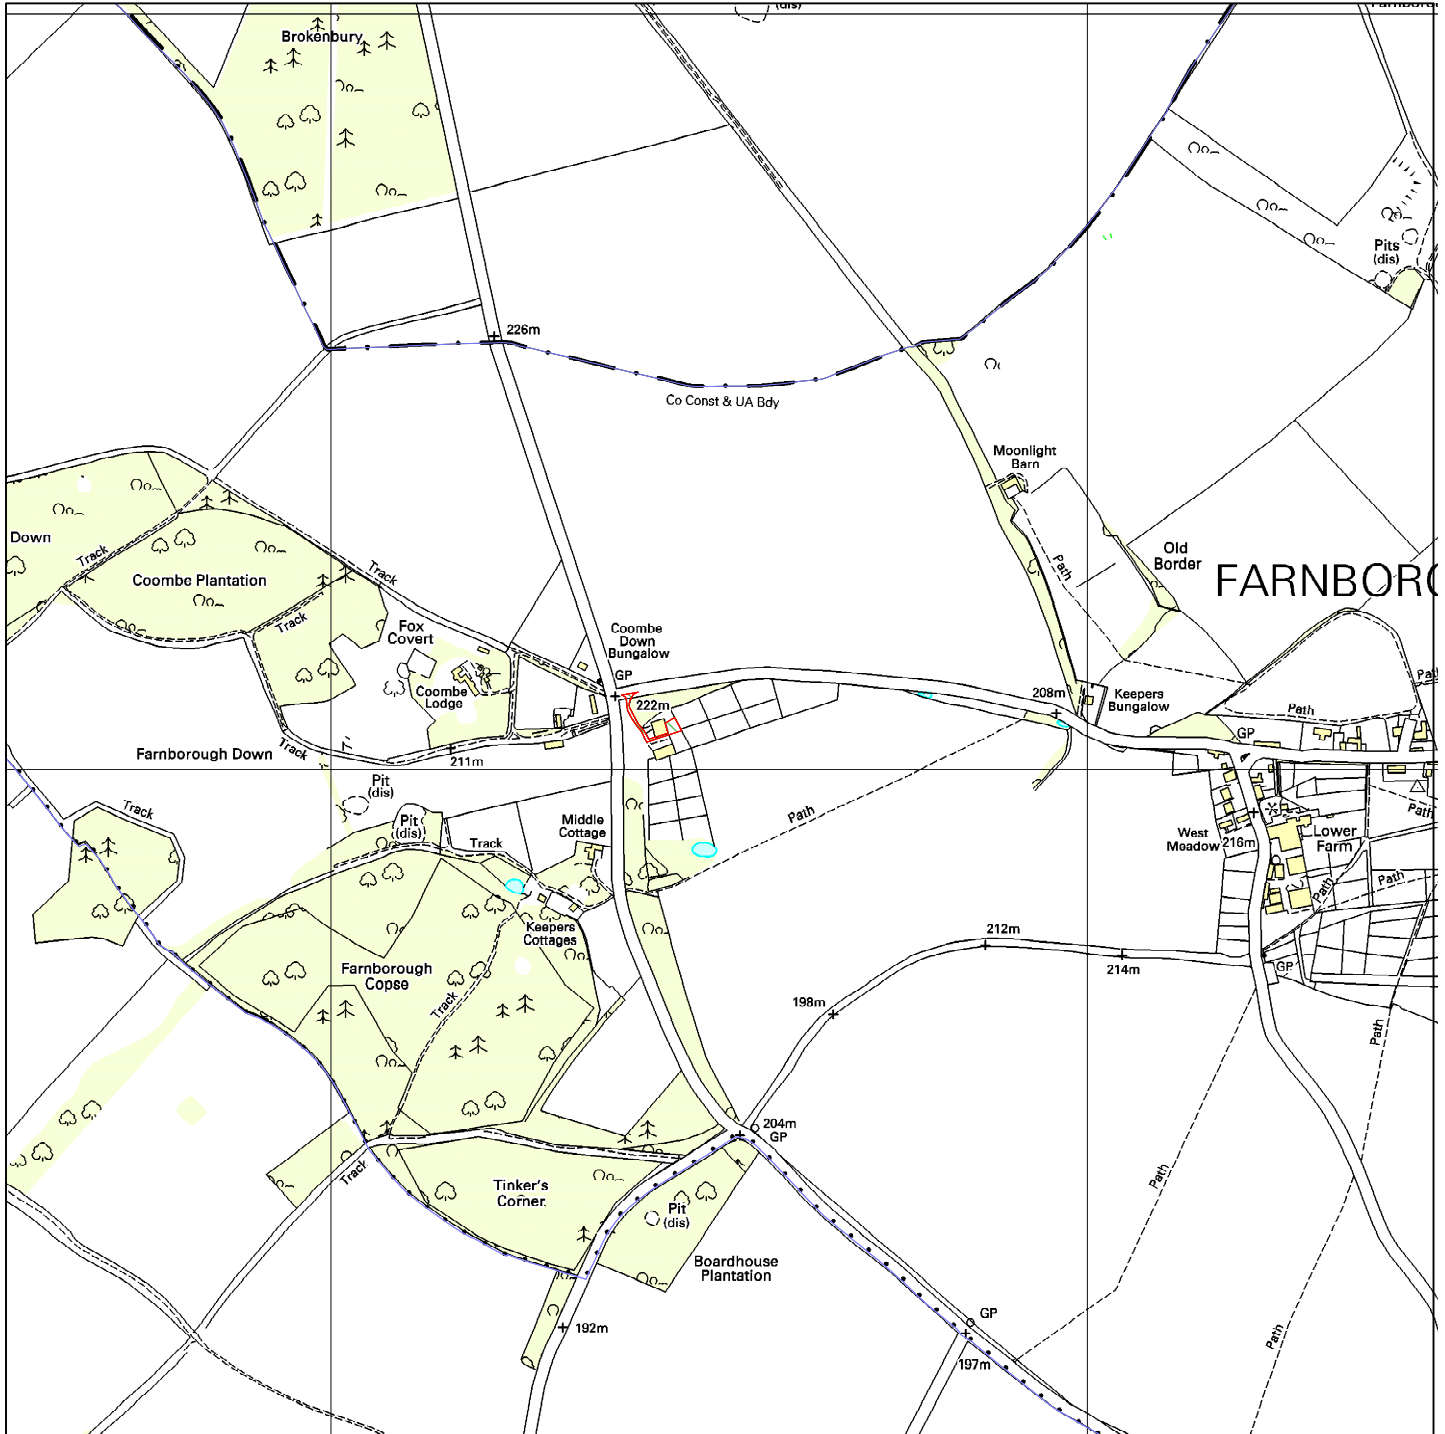 (dis)
Brokenbury
Pits
(dis)
226m
Co Const & UA Bdy
Moonlight
Barn
Down
Track
Coombe Plantation
Track
Path
Old
Border
FARNBORO
Track
Fox
Covert
Coombe
Down
Bungalow
GP
Coombe
Lodge
222m
208m
Keepers
Bungalow
Path
Path
GP
Track
Farnborough Down
211m
Pit
(dis)
Track
Pit
(dis)
Track
Middle
Cottage
Path
West
Meadow
216m
Lower
Farm
Path
Path
Path
Keepers
Cottages
Farnborough
Copse
Track
212m
214m
GP
198m
Path
204m
GP
Track
Tinker's
Corner
Pit
(dis)
Path
Boardhouse
Plantation
192m
GP
197m
Path